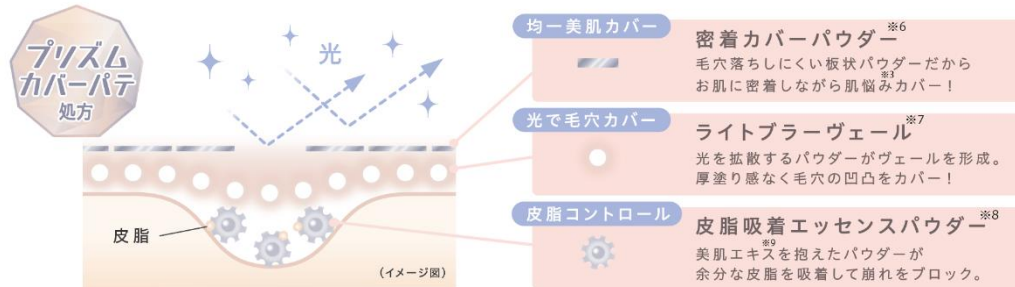 プリズム
カバーパテ
処方
光
皮脂
(イメージ図)
均一美肌カバー
密着カバーパウダー※6
毛穴落ちしにくい板状パウダーだから
お肌に密着しながら肌悩み※3カバー!
光で毛穴カバー
ライトブラーヴェール※7
光を拡散するパウダーがヴェールを形成。
厚塗り感なく毛穴の凹凸をカバー!
皮脂コントロール
皮脂吸着エッセンスパウダー※8
美肌エキス※9を抱えたパウダーが
余分な皮脂を吸着して崩れをブロック。